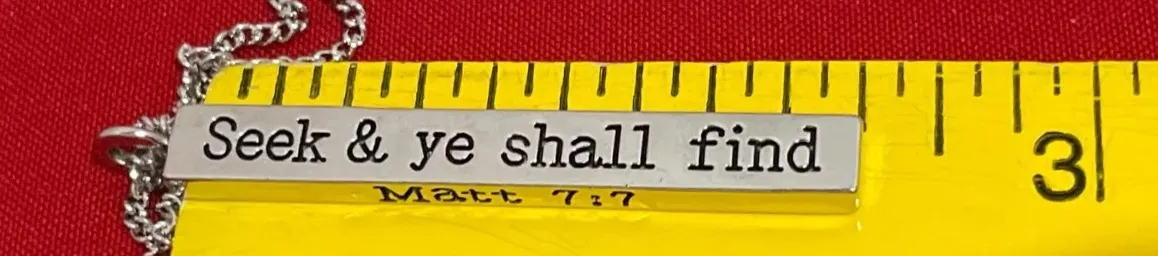 Seek & ye shall find
Matt 7:7
3